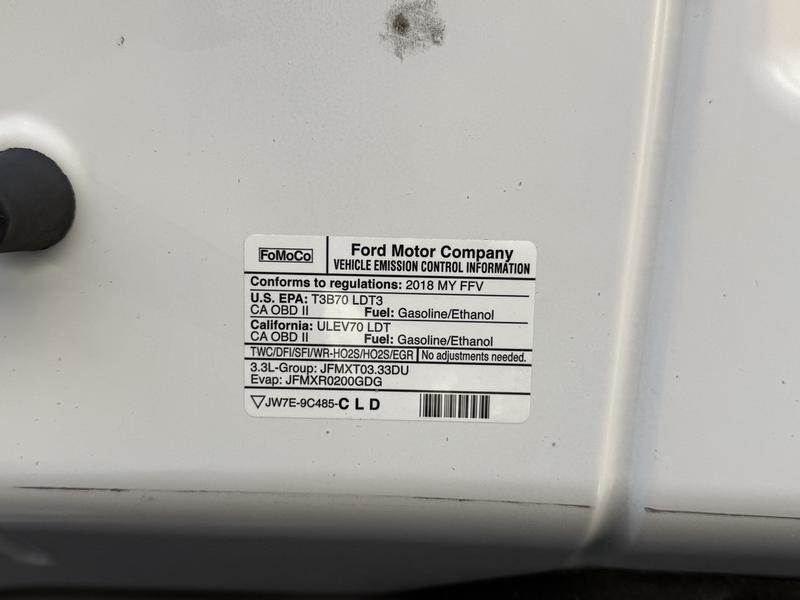 FoMoCo
Ford Motor Company
VEHICLE EMISSION CONTROL INFORMATION
Conforms to regulations: 2018 MY FFV
U.S. EPA: T3B70 LDT3
CA OBD II Fuel: Gasoline/Ethanol
California: ULEV70 LDT
CA OBD II Fuel: Gasoline/Ethanol
TWC/DFI/SFI/WR-HO2S/HO2S/EGR No adjustments needed.
3.3L-Group: JFMXT03.33DU
Evap: JFMXR0200GDG
JW7E-9C485-C L D